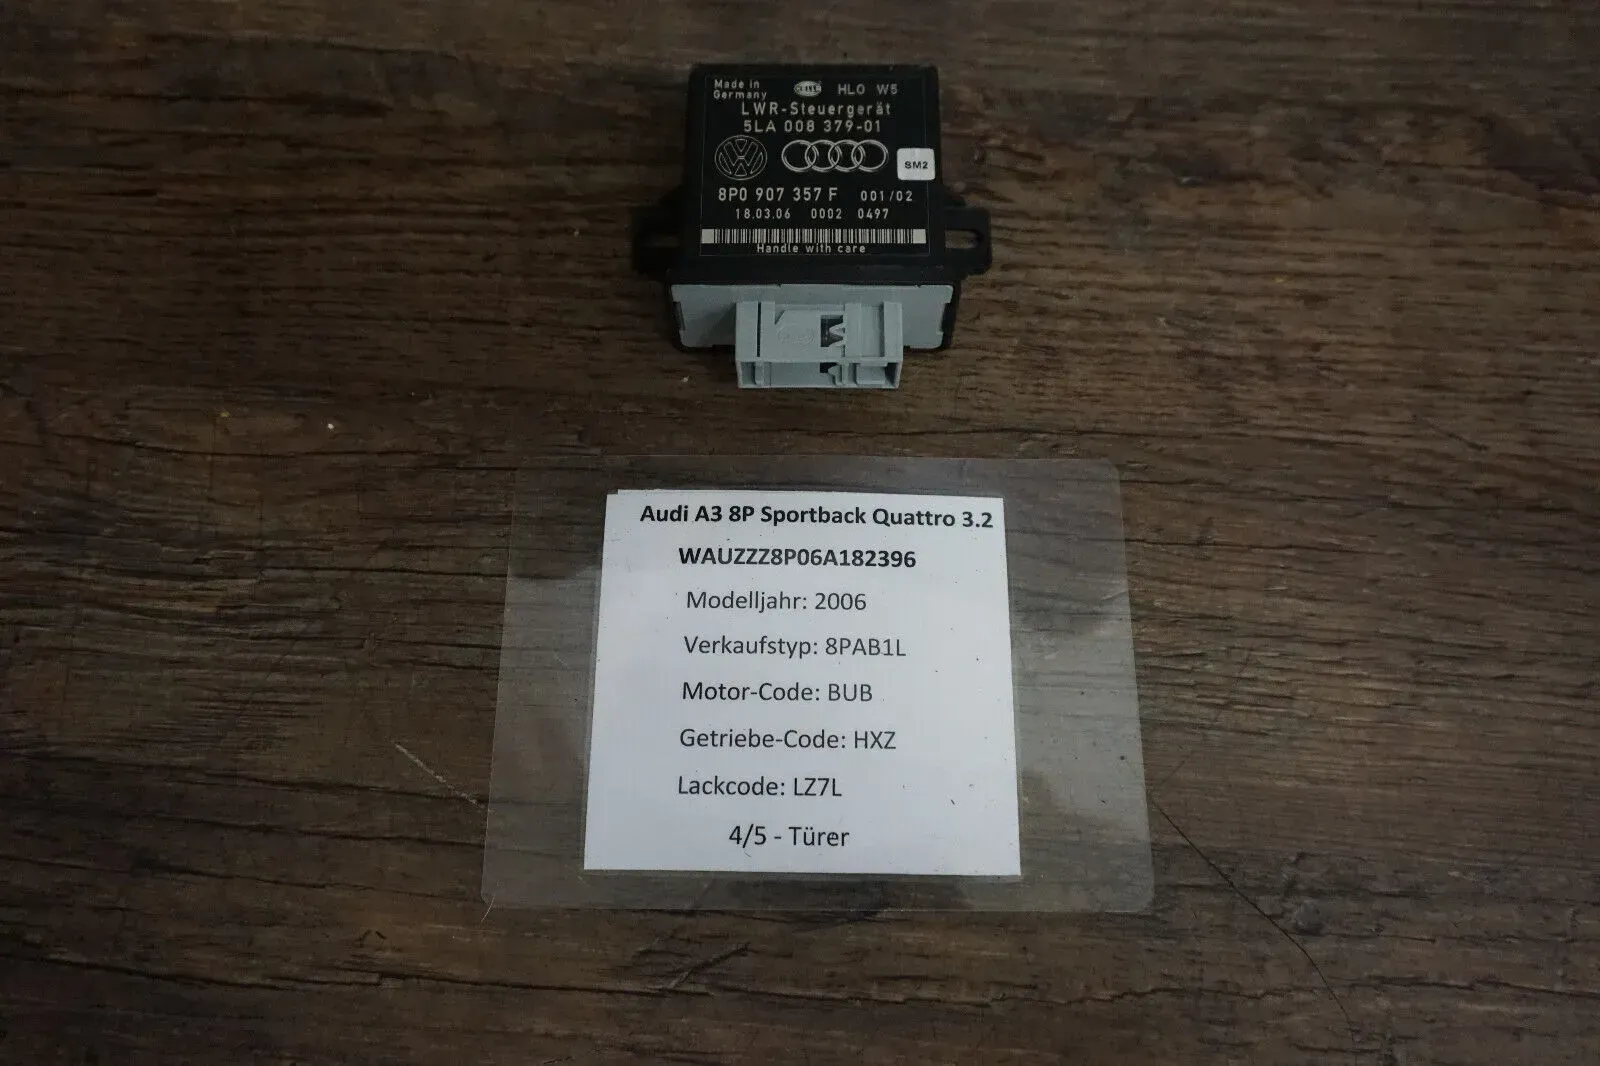 Made in
Germany
HELLA HLO W5
LWR-Steuergerät
5LA 008 379-01
SM2
8P0 907 357 F 001/02
18.03.06 0002 0497
Handle with care
Audi A3 8P Sportback Quattro 3.2
WAUZZZ8P06A182396
Modelljahr: 2006
Verkaufstyp: 8PAB1L
Motor-Code: BUB
Getriebe-Code: HXZ
Lackcode: LZ7L
4/5 - Türer